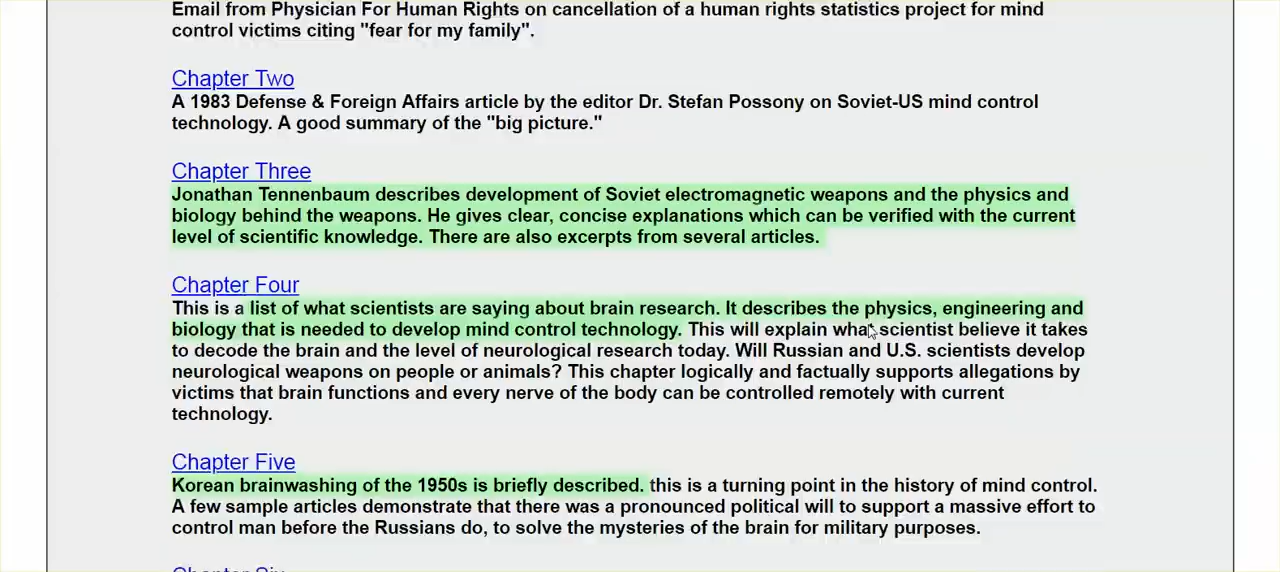 Email from Physician For Human Rights on cancellation of a human rights statistics project for mind
control victims citing "fear for my family".
Chapter Two
A 1983 Defense & Foreign Affairs article by the editor Dr. Stefan Possony on Soviet-US mind control
technology. A good summary of the "big picture."
Chapter Three
Jonathan Tennenbaum describes development of Soviet electromagnetic weapons and the physics and
biology behind the weapons. He gives clear, concise explanations which can be verified with the current
level of scientific knowledge. There are also excerpts from several articles.
Chapter Four
This is a list of what scientists are saying about brain research. It describes the physics, engineering and
biology that is needed to develop mind control technology. This will explain what scientist believe it takes
to decode the brain and the level of neurological research today. Will Russian and U.S. scientists develop
neurological weapons on people or animals? This chapter logically and factually supports allegations by
victims that brain functions and every nerve of the body can be controlled remotely with current
technology.
Chapter Five
Korean brainwashing of the 1950s is briefly described. this is a turning point in the history of mind control.
A few sample articles demonstrate that there was a pronounced political will to support a massive effort to
control man before the Russians do, to solve the mysteries of the brain for military purposes.
Chapter Six